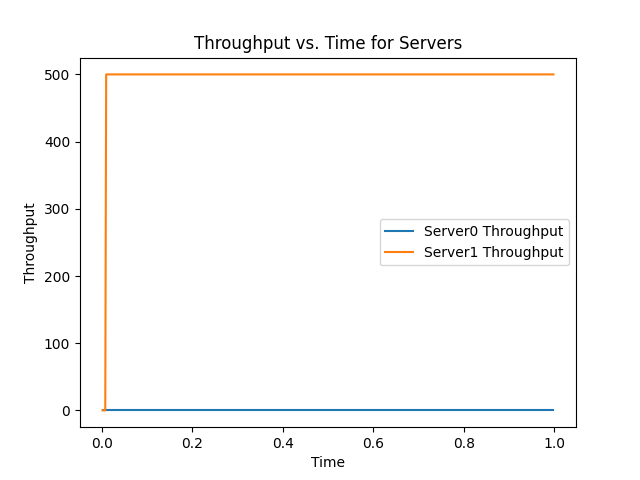 Throughput vs. Time for Servers
Throughput
500
400
300
200
100
0
Server0 Throughput
Server1 Throughput
0.0 0.2 0.4 0.6 0.8 1.0
Time